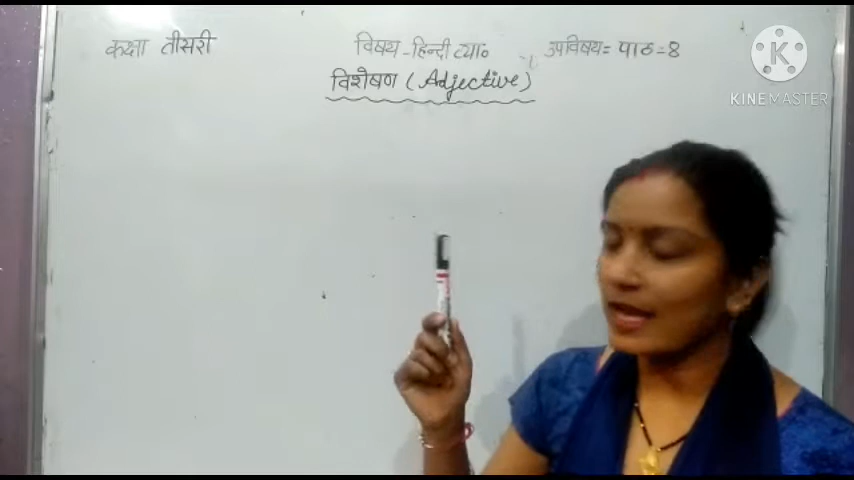 कक्षा तीसरी विषय - हिन्दी व्या० उपविषय = पाठ = 8
विशेषण (Adjective)
KINEMASTER